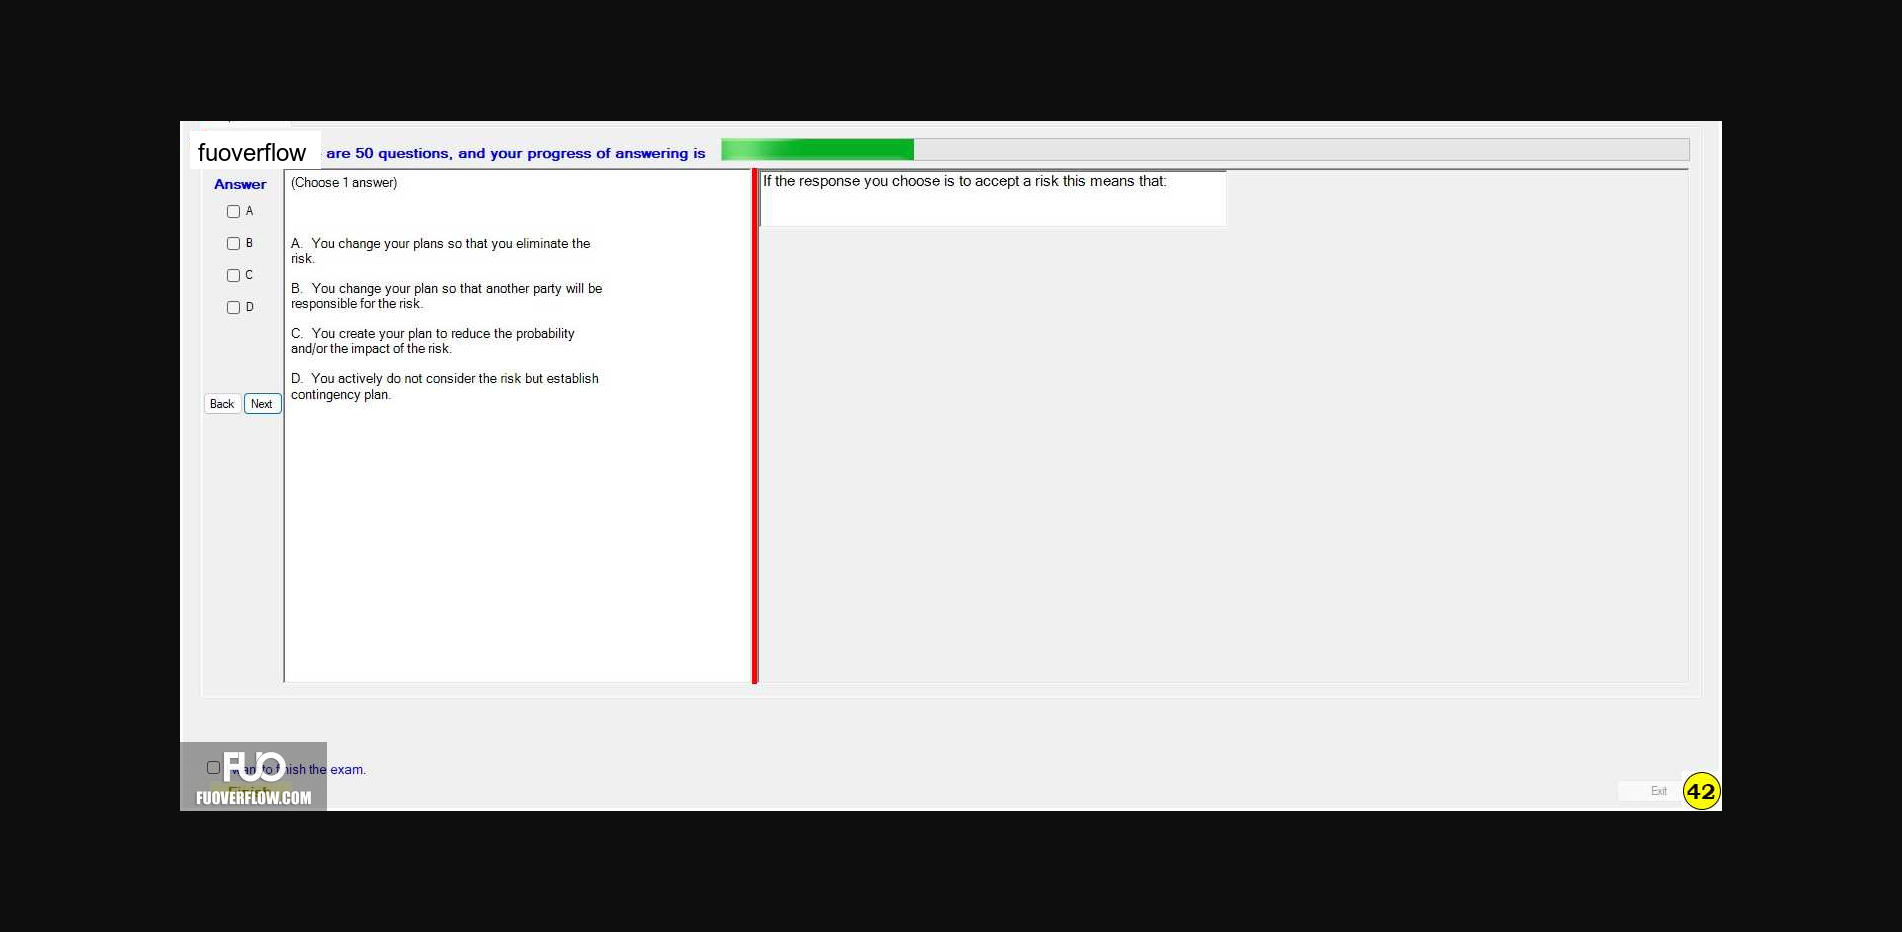 fuoverflow are 50 questions, and your progress of answering is
Answer
A
B
C
D
Back Next
(Choose 1 answer)
A. You change your plans so that you eliminate the
risk.
B. You change your plan so that another party will be
responsible for the risk.
C. You create your plan to reduce the probability
and/or the impact of the risk.
D. You actively do not consider the risk but establish
contingency plan.
If the response you choose is to accept a risk this means that:
FUO
want to finish the exam.
Finish
FUOVERFLOW.COM
Exit
42